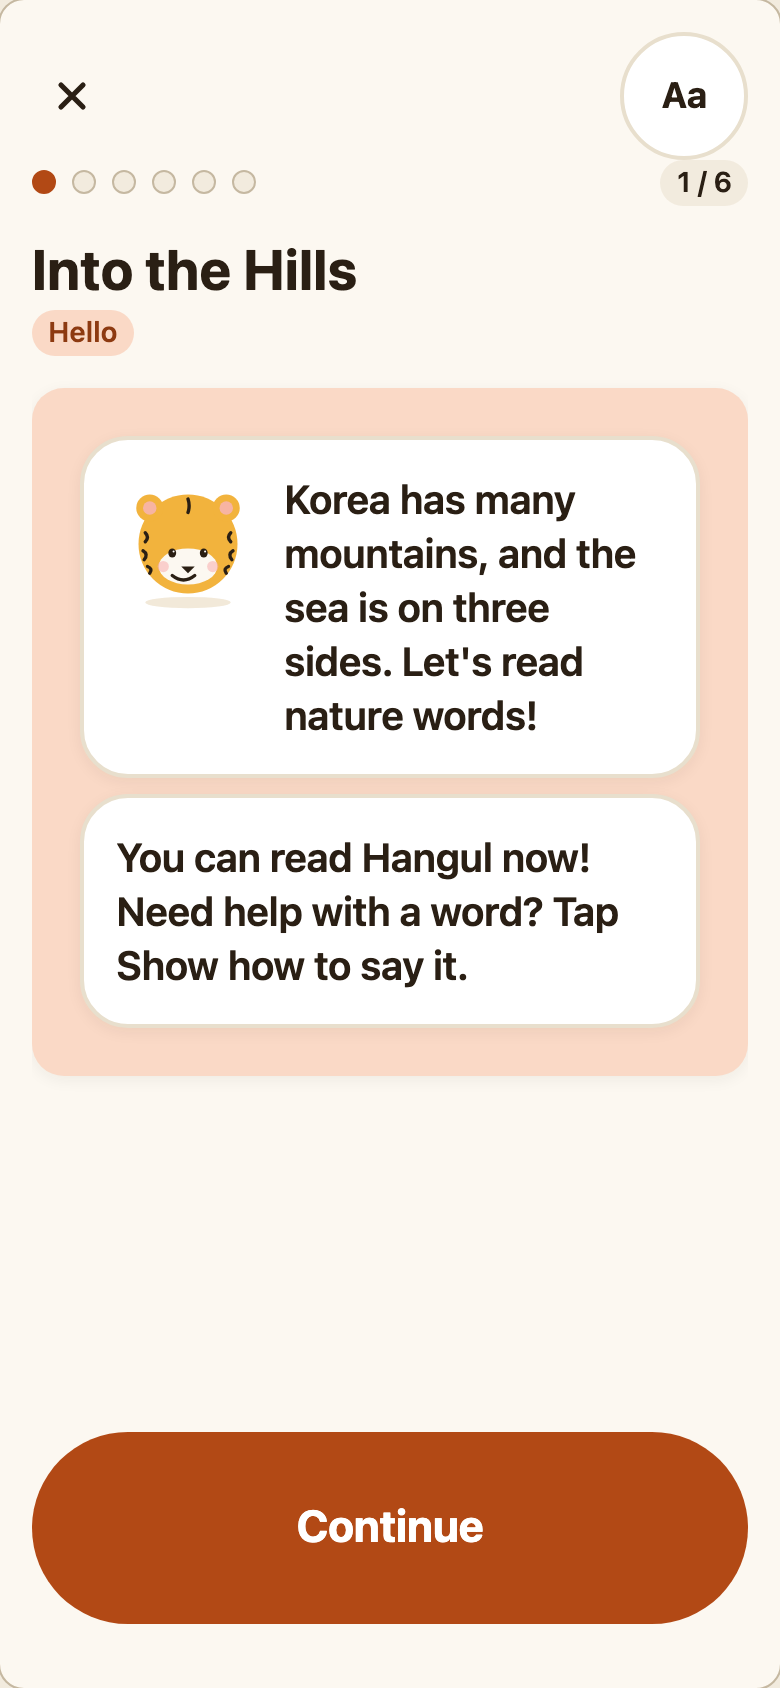 Aa
1 / 6
Into the Hills
Hello
Korea has many
mountains, and the
sea is on three
sides. Let's read
nature words!
You can read Hangul now!
Need help with a word? Tap
Show how to say it.
Continue